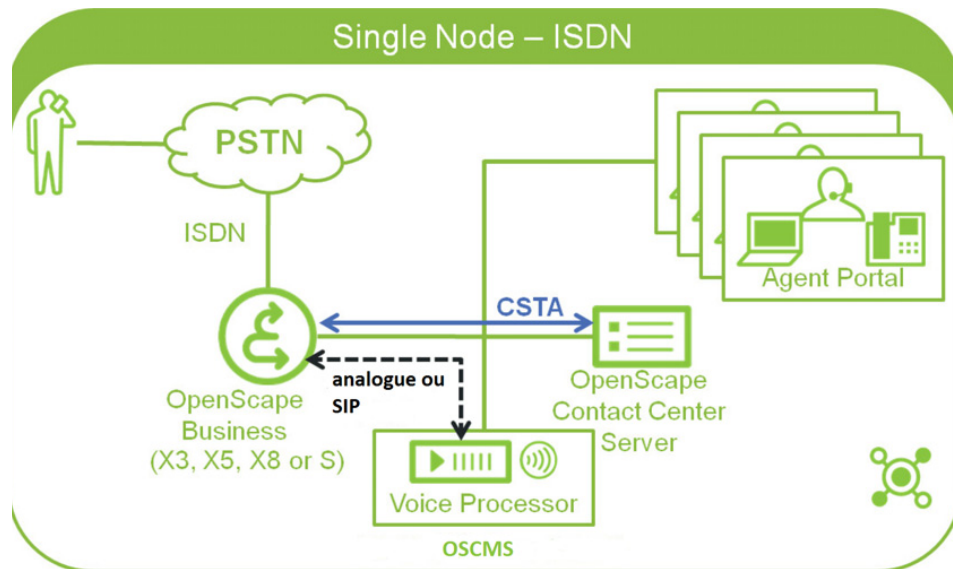 Single Node – ISDN
PSTN
ISDN
Agent Portal
CSTA
analogue ou
SIP
OpenScape
Business
(X3, X5, X8 or S)
OpenScape
Contact Center
Server
Voice Processor
OSCMS